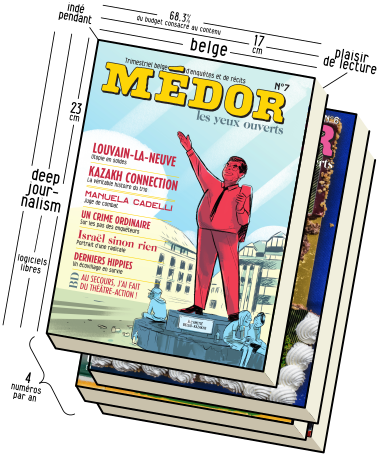 indé
pendant
68.3%
du budget consacré au contenu
belge
17
cm
plaisir
de lecture
23
cm
deep
jour-
nalism
logiciels
libres
4
numéros
par an
Trimestriel belge d'enquêtes et de récits
N°7
MÉDOR
les yeux ouverts
LOUVAIN-LA-NEUVE
Utopie en soldes
KAZAKH CONNECTION
La véritable histoire du trio
MANUELA CADELLI
Juge de combat
UN CRIME ORDINAIRE
Sur les pas des enquêteurs
Israël sinon rien
Portrait d'une radicale
DERNIERS HIPPIES
Un écovillage en survie
BD AU SECOURS, J'AI FAIT
DU THÉÂTRE-ACTION !
N°6
R